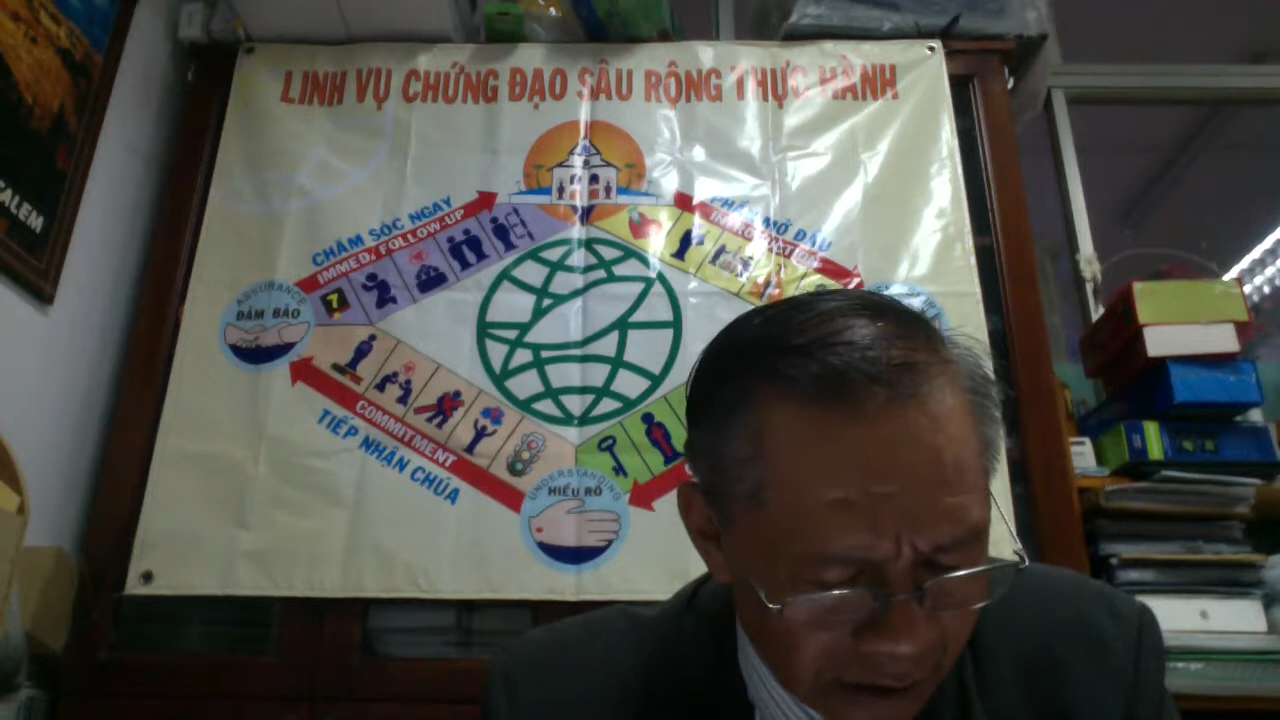 LINH VỤ CHỨNG ĐẠO SÂU RỘNG THỰC HÀNH
CHĂM SÓC NGAY
IMMED. FOLLOW-UP
PHẦN MỞ ĐẦU
7
ASSURANCE
ĐẢM BẢO
COMMITMENT
TIẾP NHẬN CHÚA
UNDERSTANDING
HIỂU RÕ